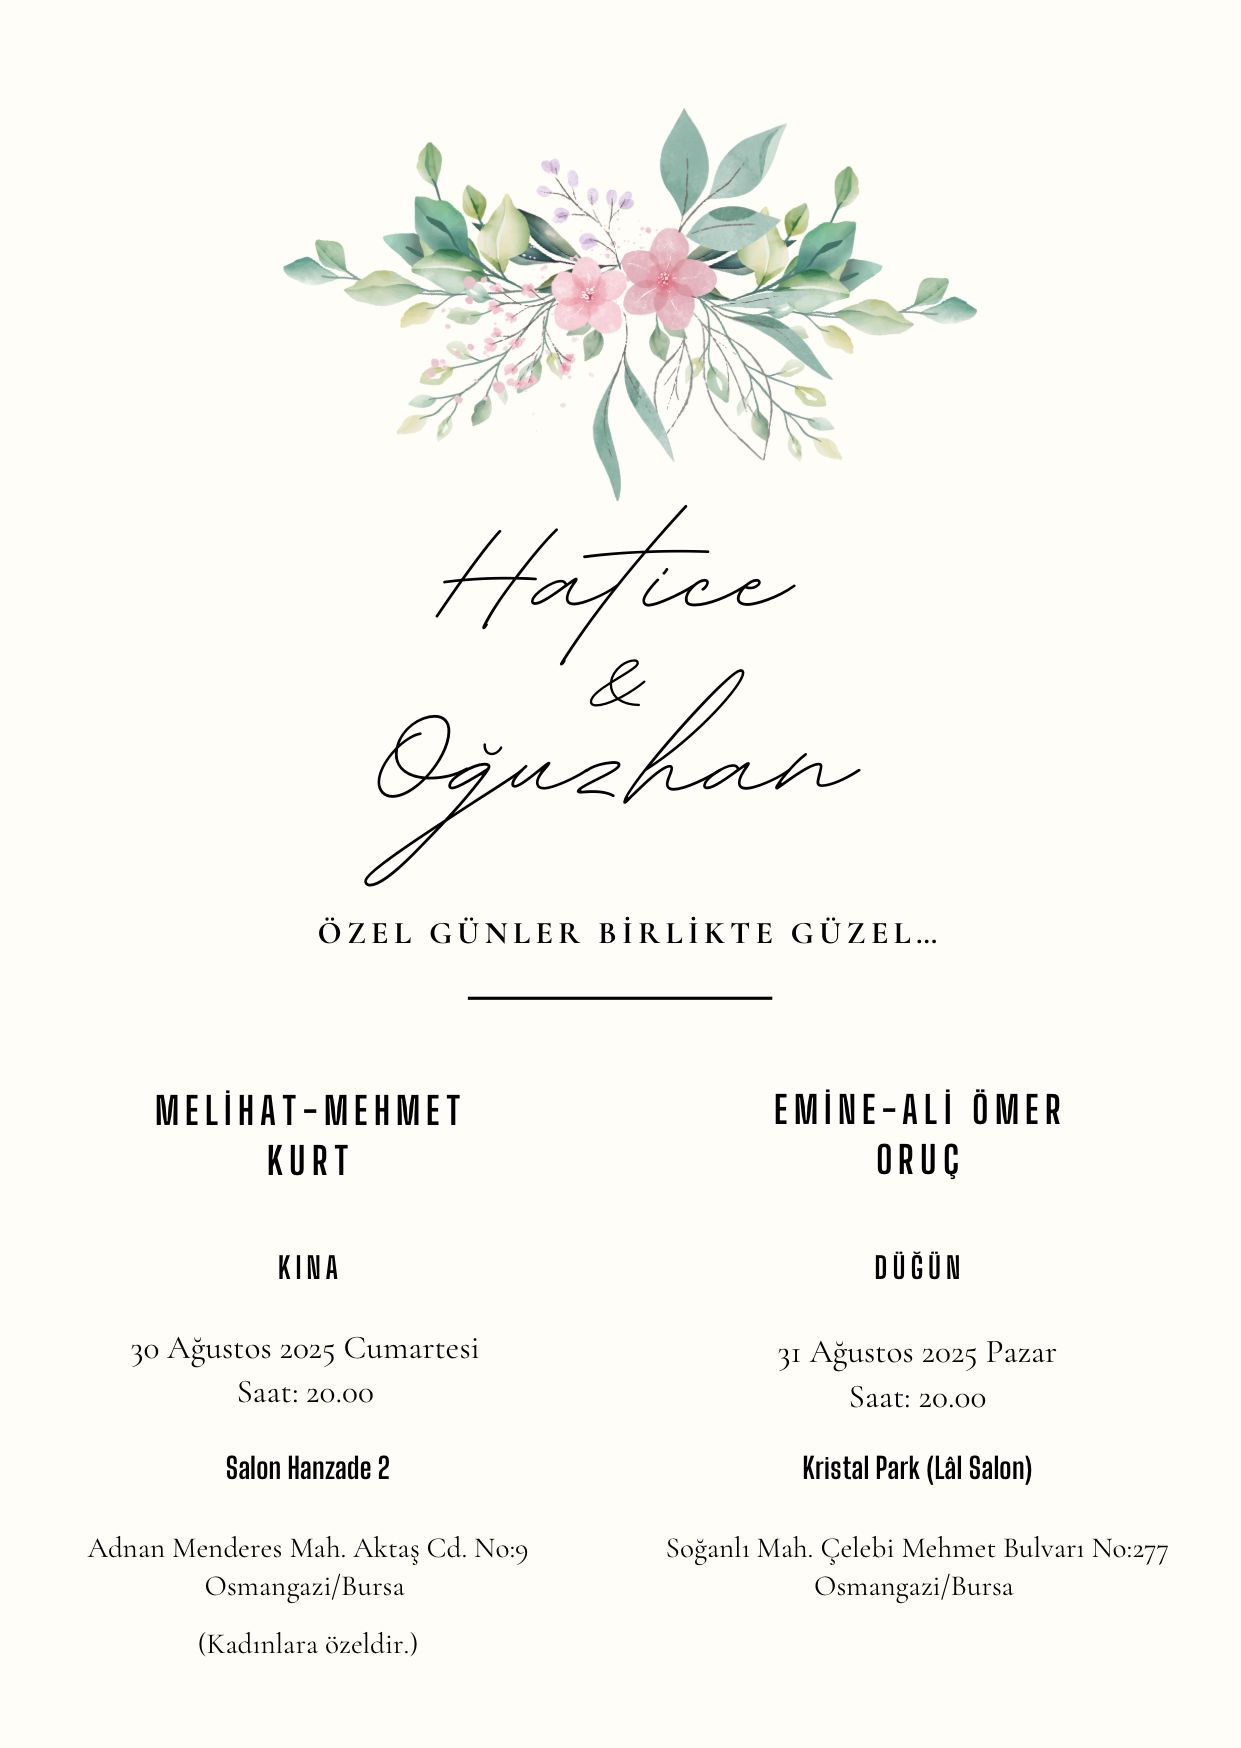 Hatice
&
Oğuzhan
ÖZEL GÜNLER BİRLİKTE GÜZEL...
MELİHAT-MEHMET
KURT
KINA
30 Ağustos 2025 Cumartesi
Saat: 20.00
Salon Hanzade 2
Adnan Menderes Mah. Aktaş Cd. No:9
Osmangazi/Bursa
(Kadınlara özeldir.)
EMİNE-ALİ ÖMER
ORUÇ
DÜĞÜN
31 Ağustos 2025 Pazar
Saat: 20.00
Kristal Park (Lâl Salon)
Soğanlı Mah. Çelebi Mehmet Bulvarı No:277
Osmangazi/Bursa